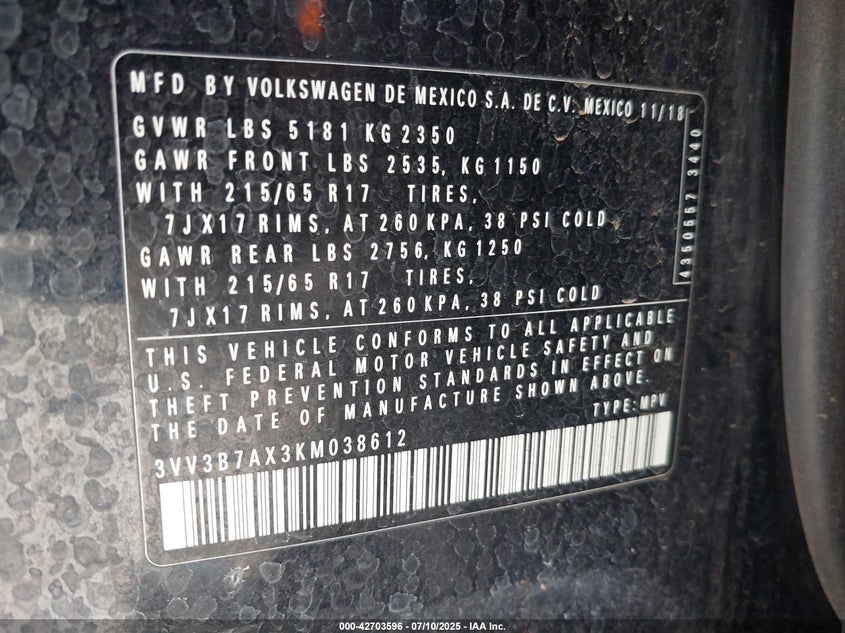 MFD BY VOLKSWAGEN DE MEXICO S.A. DE C.V. MEXICO 11/18
GVWR LBS 5181 KG 2350
GAWR FRONT LBS 2535, KG 1150
WITH 215/65 R17 TIRES,
7JX17 RIMS, AT 260 KPA, 38 PSI COLD
GAWR REAR LBS 2756, KG 1250
WITH 215/65 R17 TIRES,
7JX17 RIMS, AT 260 KPA, 38 PSI COLD
4350557 3440
THIS VEHICLE CONFORMS TO ALL APPLICABLE
U.S. FEDERAL MOTOR VEHICLE SAFETY AND
THEFT PREVENTION STANDARDS IN EFFECT ON
THE DATE OF MANUFACTURE SHOWN ABOVE.
3VV3B7AX3KM038612 TYPE: MPV
000-42703596 - 07/10/2025 - IAA Inc.